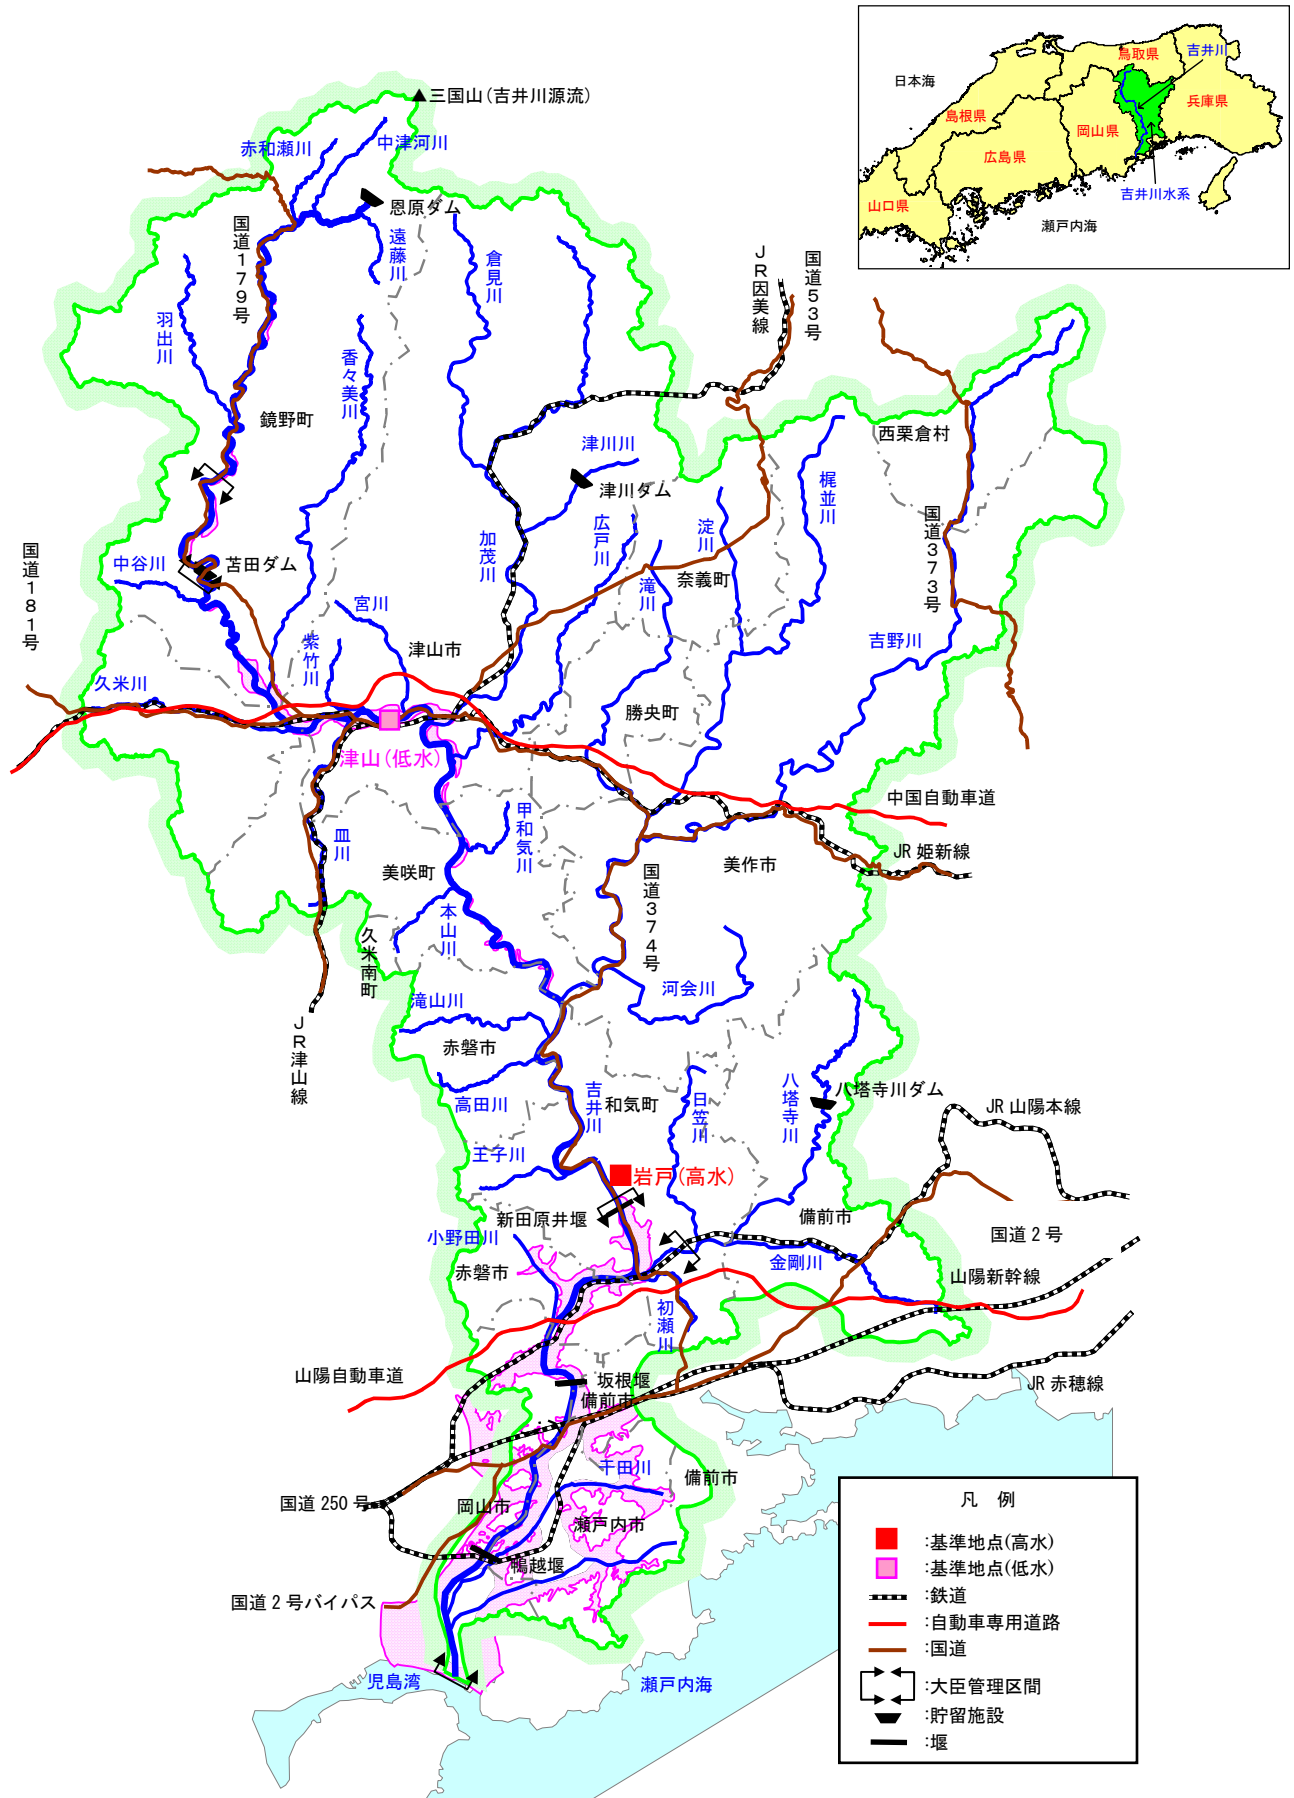 日本海
鳥取県
吉井川
島根県
兵庫県
岡山県
広島県
吉井川水系
山口県
瀬戸内海
三国山(吉井川源流)
赤和瀬川
中津河川
恩原ダム
国道179号
遠藤川
倉見川
JR因美線
国道53号
羽出川
香々美川
鏡野町
西粟倉村
津川川
津川ダム
梶並川
広戸川
淀川
国道373号
加茂川
国道181号
中谷川
苫田ダム
滝川
奈義町
宮川
紫竹川
津山市
吉野川
久米川
勝央町
津山(低水)
中国自動車道
皿川
甲和気川
JR姫新線
美咲町
国道374号
美作市
本山川
久米南町
滝山川
河会川
JR津山線
赤磐市
高田川
吉井川
和気町
日笠川
八塔寺川
八塔寺川ダム
JR山陽本線
王子川
岩戸(高水)
新田原井堰
備前市
小野田川
国道2号
赤磐市
金剛川
山陽新幹線
初瀬川
山陽自動車道
坂根堰
備前市
JR赤穂線
干田川
備前市
国道250号
岡山市
瀬戸内市
鴨越堰
国道2号バイパス
児島湾
瀬戸内海
凡 例
:基準地点(高水)
:基準地点(低水)
:鉄道
:自動車専用道路
:国道
:大臣管理区間
:貯留施設
:堰